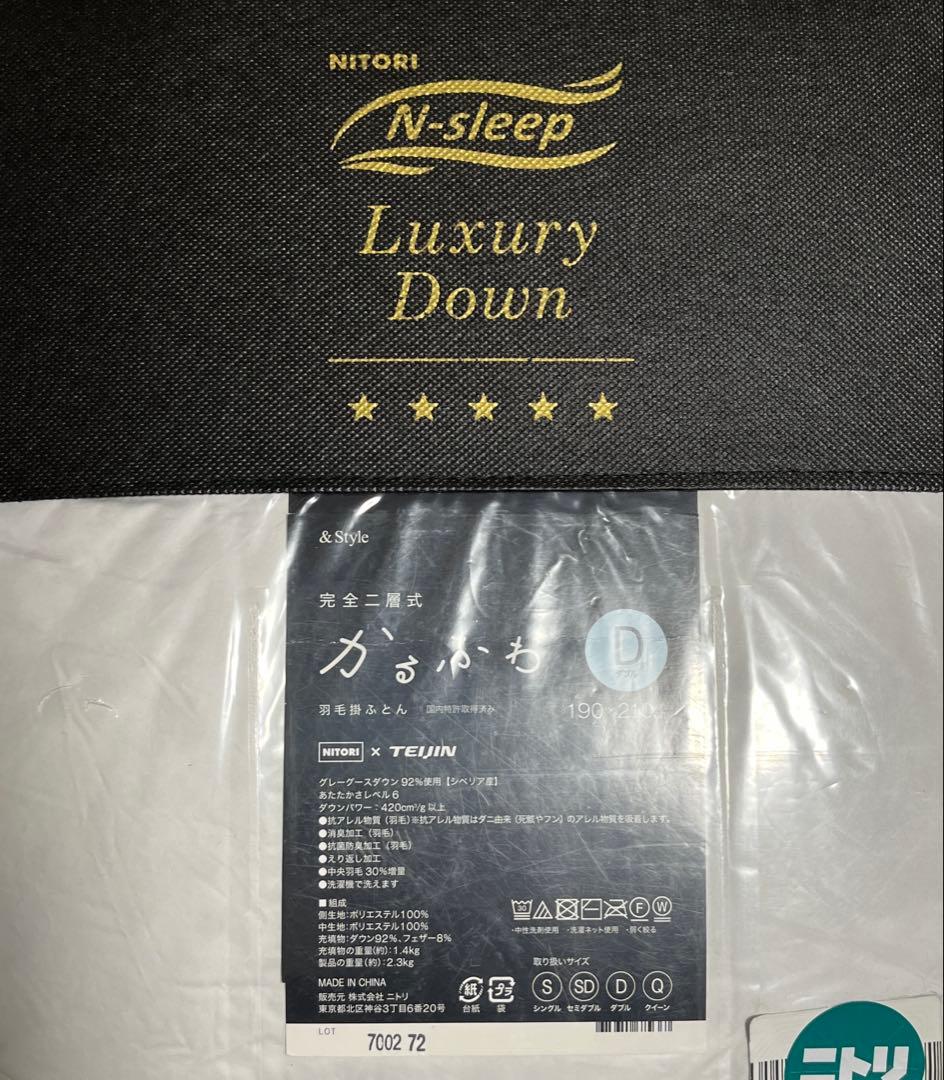 NITORI
N-sleep
Luxury
Down
& Style
完全二層式
かるふわ
D
ダブル
羽毛掛ふとん 国内特許取得済み
190×210
NITORI × TEIJIN
グレーグースダウン92%使用【シベリア産】
あたたかさレベル6
ダウンパワー：420cm³/g以上
●抗アレル物質(羽毛)※抗アレル物質はダニ由来(死骸やフン)のアレル物質を吸着します。
●消臭加工(羽毛)
●抗菌防臭加工(羽毛)
●えり返し加工
●中央羽毛30%増量
●洗濯機で洗えます
■組成
側生地：ポリエステル100%
中生地：ポリエステル100%
充填物：ダウン92%、フェザー8%
充填物の重量(約)：1.4kg
製品の重量(約)：2.3kg
30 F W
・中性洗剤使用 ・洗濯ネット使用 ・弱く絞る
取り扱いサイズ
S SD D Q
シングル セミダブル ダブル クイーン
MADE IN CHINA
販売元 株式会社 ニトリ
東京都北区神谷3丁目6番20号
紙 プラ
台紙 袋
LOT
7002 72
ニトリ